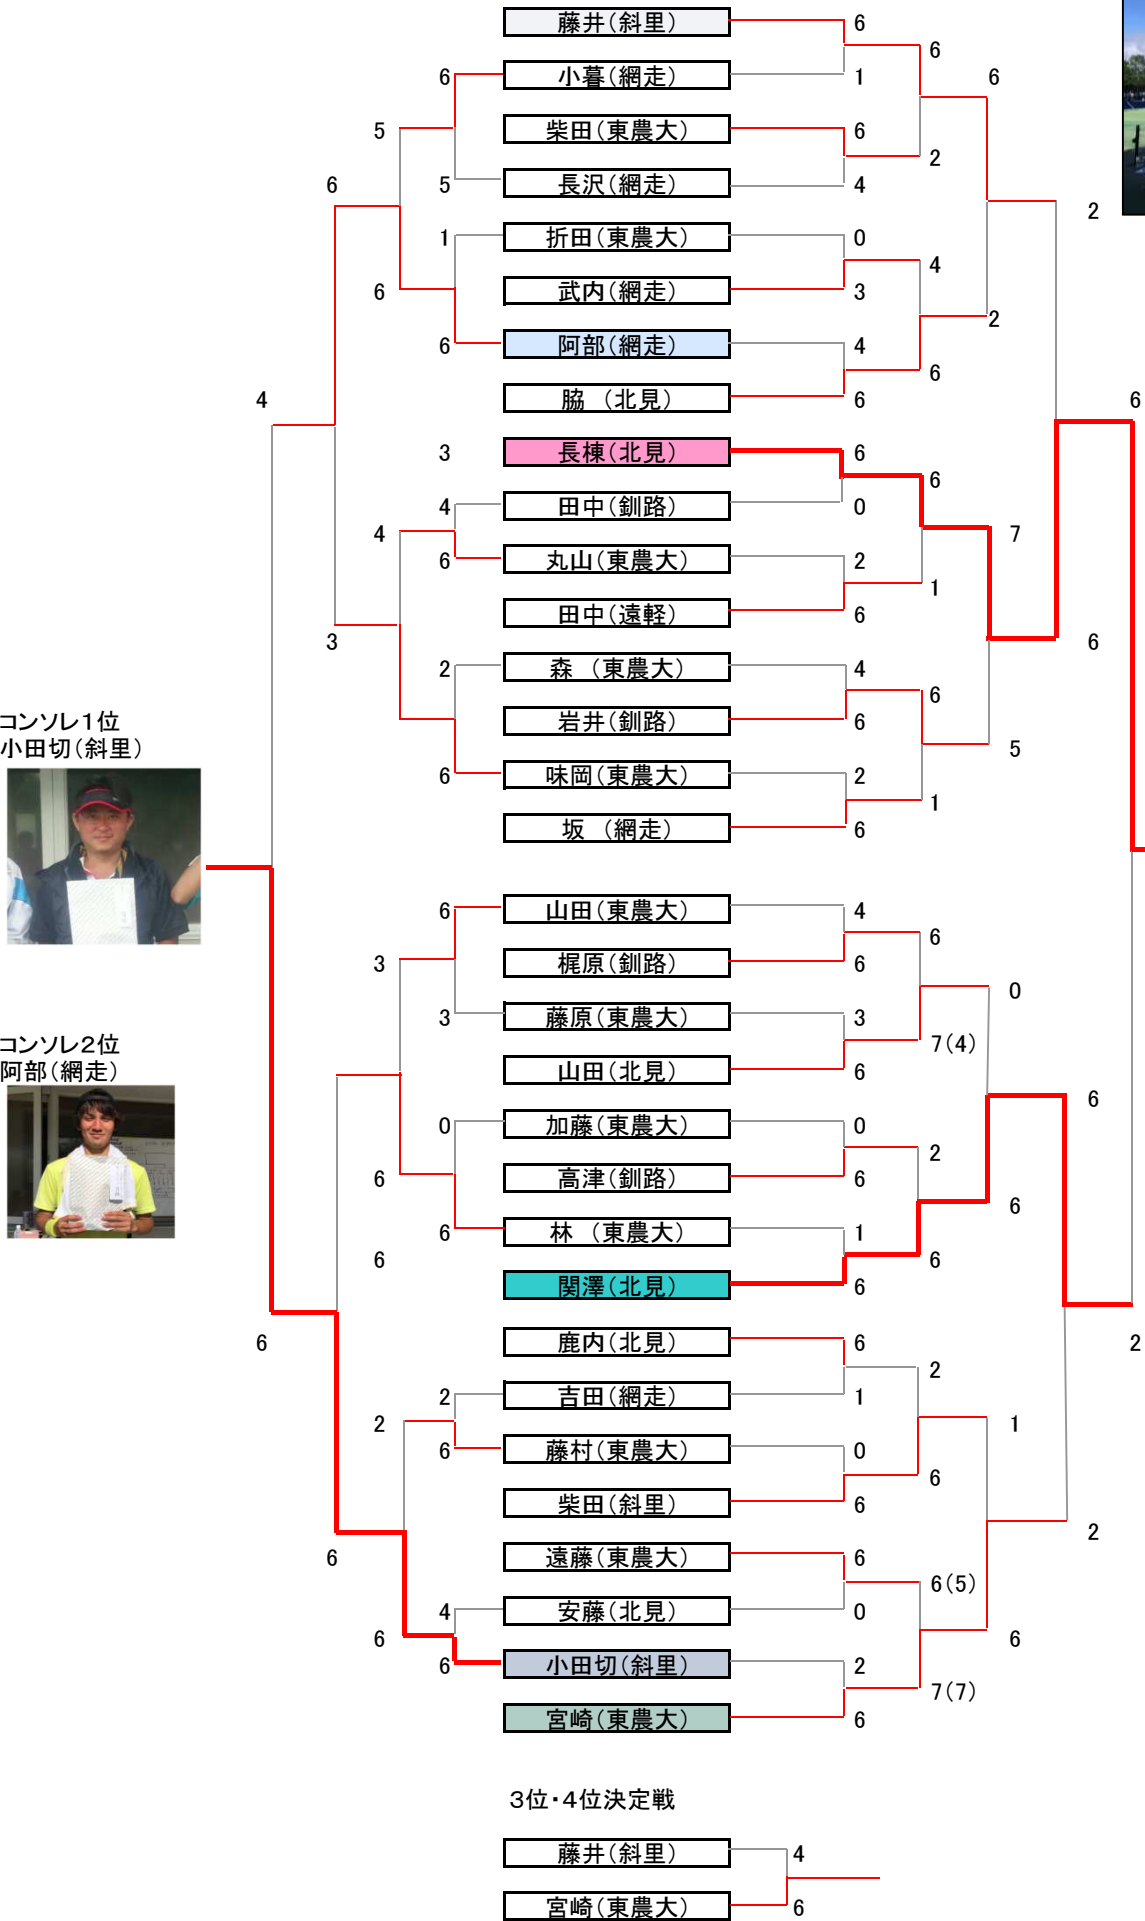 藤井(斜里)
6
6
6
小暮(網走)
1
6
5
柴田(東農大)
6
2
6
5
長沢(網走)
4
2
1
折田(東農大)
0
4
6
武内(網走)
3
2
6
阿部(網走)
4
6
4
脇 (北見)
6
6
3
長棟(北見)
6
6
4
田中(釧路)
0
4
7
6
丸山(東農大)
2
1
田中(遠軽)
6
3
6
2
森 (東農大)
4
6
コンソレ1位
小田切(斜里)
岩井(釧路)
6
5
6
味岡(東農大)
2
1
坂 (網走)
6
6
山田(東農大)
4
6
3
梶原(釧路)
6
0
3
藤原(東農大)
3
7(4)
コンソレ2位
阿部(網走)
山田(北見)
6
6
0
加藤(東農大)
0
2
6
高津(釧路)
6
6
6
林 (東農大)
1
6
6
関澤(北見)
6
6
鹿内(北見)
6
2
2
2
吉田(網走)
1
2
1
6
藤村(東農大)
0
6
柴田(斜里)
6
2
6
遠藤(東農大)
6
6(5)
4
安藤(北見)
0
6
6
6
小田切(斜里)
2
7(7)
宮崎(東農大)
6
3位・4位決定戦
藤井(斜里)
4
宮崎(東農大)
6